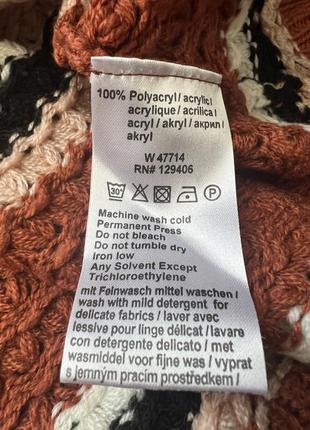 100% Polyacryl / acrylic /
acrylique / acrilica /
acryl / akryl / акрил /
akryl
W 47714
RN# 129406
30°
P
Machine wash cold
Permanent Press
Do not bleach
Do not tumble dry
Iron low
Any Solvent Except
Trichloroethylene
mit Feinwasch mittel waschen /
wash with mild detergent for
delicate fabrics / laver avec
lessive pour linge délicat / lavare
con detergente delicato / met
wasmiddel voor fijne was / vyprat
s jemným pracím prostředkem /